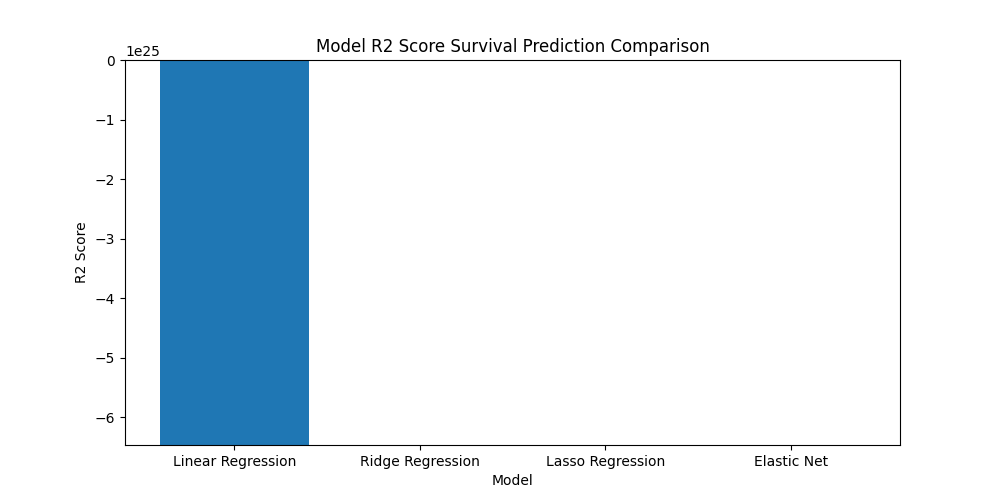 Model R2 Score Survival Prediction Comparison
1e25
0
−1
−2
−3
−4
−5
−6
R2 Score
Linear Regression
Ridge Regression
Lasso Regression
Elastic Net
Model